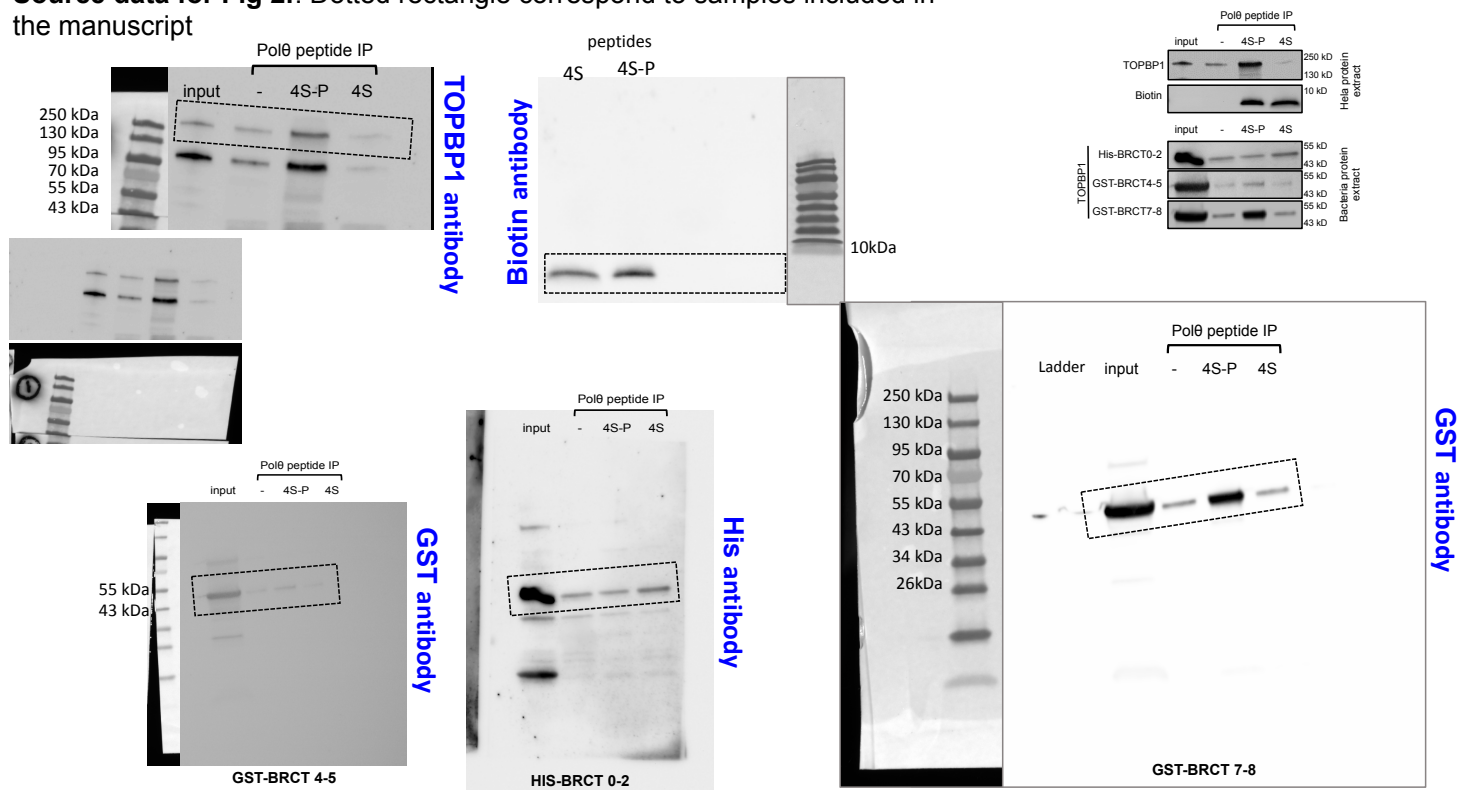 Source data for Fig 2f. Dotted rectangle correspond to samples included in
the manuscript
Polθ peptide IP
input - 4S-P 4S
250 kDa
130 kDa
95 kDa
70 kDa
55 kDa
43 kDa
TOPBP1 antibody
peptides
4S 4S-P
Biotin antibody
10kDa
Polθ peptide IP
input - 4S-P 4S
TOPBP1
250 kD
130 kD
Biotin
10 kD
Hela protein
extract
input - 4S-P 4S
TOPBP1
His-BRCT0-2
55 kD
43 kD
GST-BRCT4-5
55 kD
43 kD
GST-BRCT7-8
55 kD
43 kD
Bacteria protein
extract
1
Polθ peptide IP
input - 4S-P 4S
55 kDa
43 kDa
GST antibody
GST-BRCT 4-5
Polθ peptide IP
input - 4S-P 4S
His antibody
HIS-BRCT 0-2
Polθ peptide IP
Ladder input - 4S-P 4S
250 kDa
130 kDa
95 kDa
70 kDa
55 kDa
43 kDa
34 kDa
26kDa
GST antibody
GST-BRCT 7-8